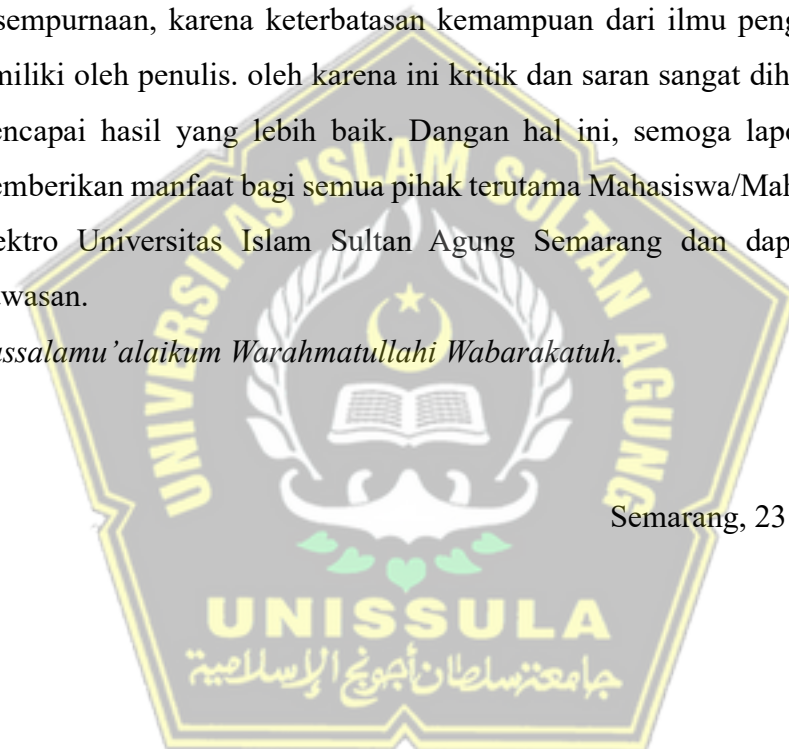 sempurnaan, karena keterbatasan kemampuan dari ilmu peng
miliki oleh penulis. oleh karena ini kritik dan saran sangat dih
encapai hasil yang lebih baik. Dangan hal ini, semoga lapo
emberikan manfaat bagi semua pihak terutama Mahasiswa/Mah
ektro Universitas Islam Sultan Agung Semarang dan dap
awasan.
assalamu’alaikum Warahmatullahi Wabarakatuh.
UNIVERSITAS ISLAM SULTAN AGUNG
Semarang, 23
UNISSULA
جامعة سلطان أجونج الإسلامية